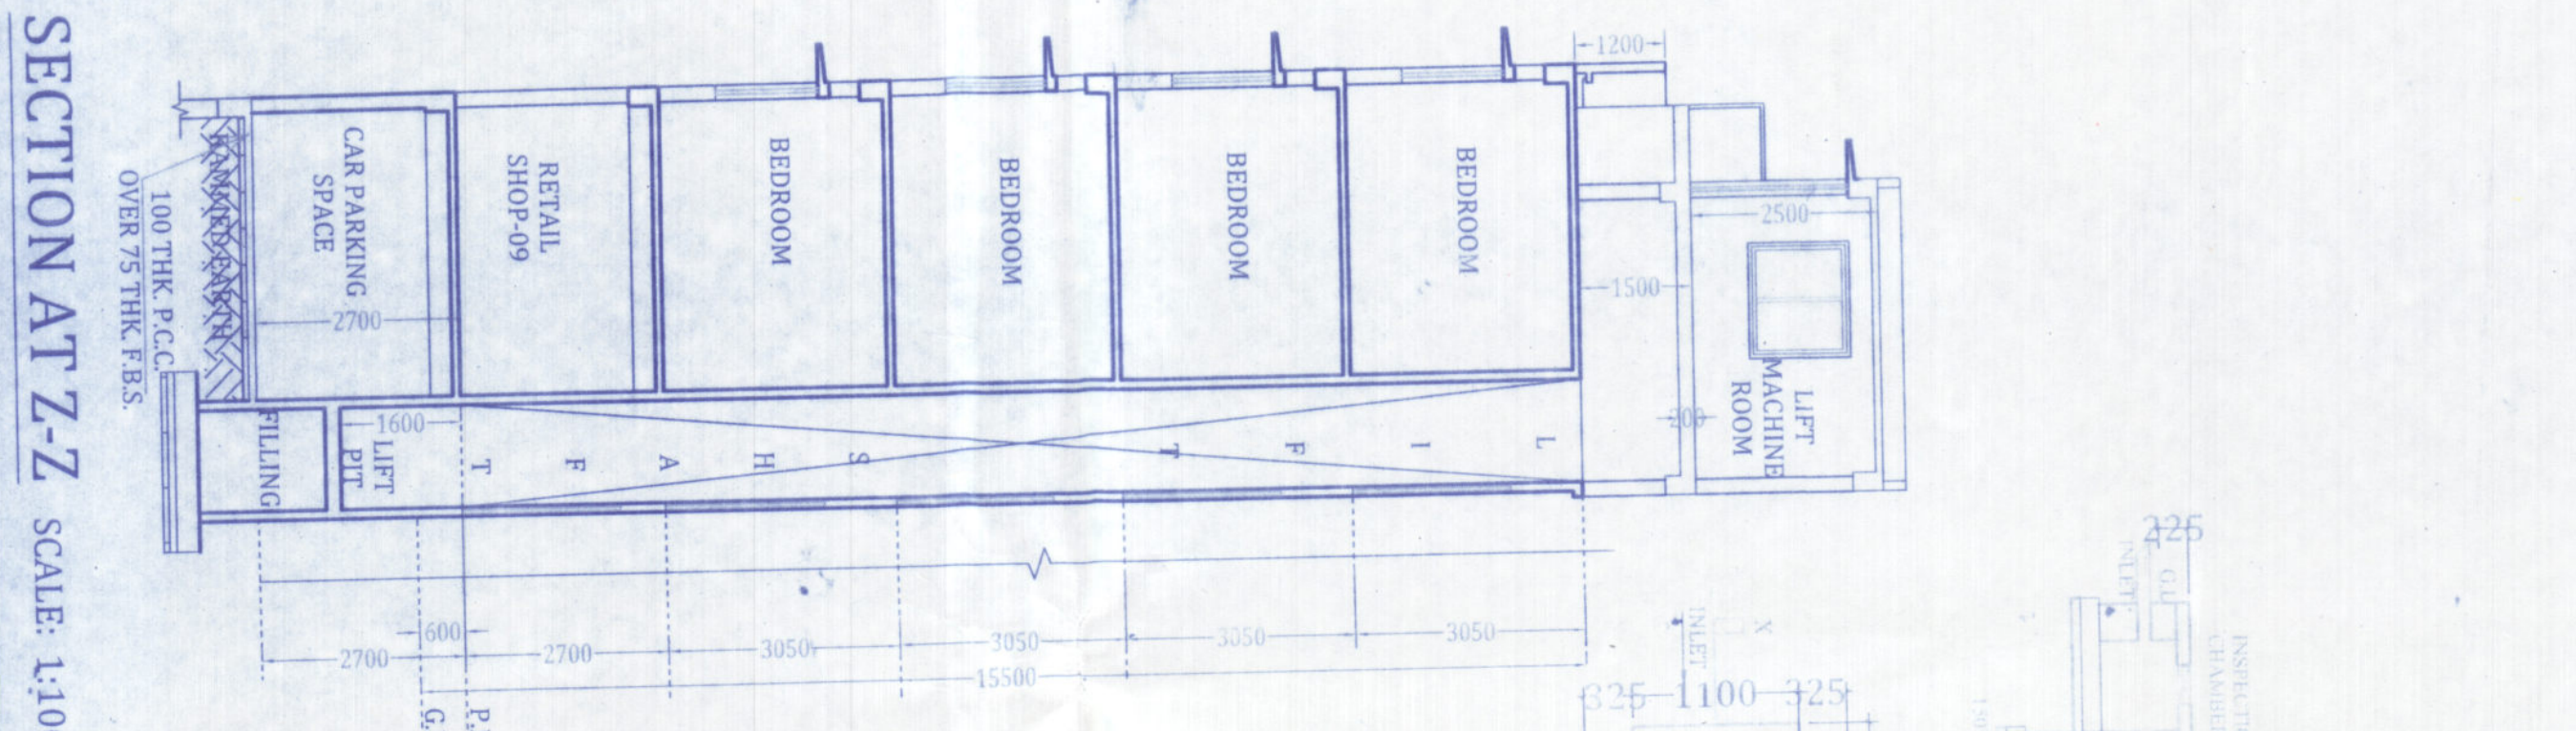 SECTION AT Z-Z
SCALE: 1:10
100 THK. P.C.C.
OVER 75 THK. F.B.S.
RAMMED EARTH
CAR PARKING
SPACE
2700
RETAIL
SHOP-09
BEDROOM
BEDROOM
BEDROOM
BEDROOM
1200
2500
1500
200
LIFT
MACHINE
ROOM
FILLING
LIFT
PIT
1600
L I F T S H A F T
600
2700
2700
3050
3050
3050
3050
15500
G.
P.
325
1100
325
INLET
X
225
INLET
G.L
INSPECTI
CHAMBE
150